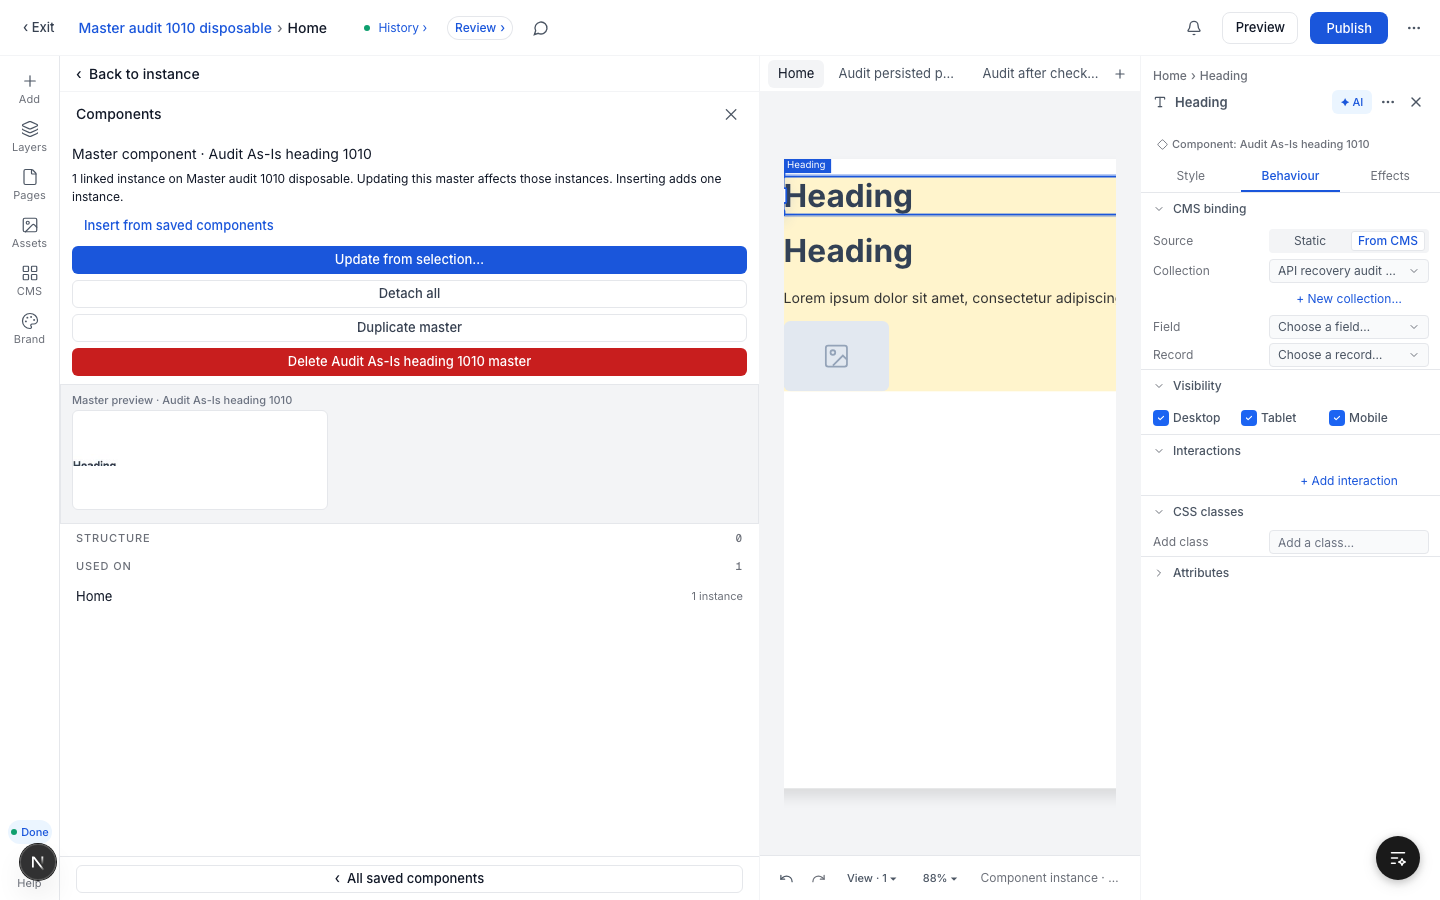 ‹ Exit
Master audit 1010 disposable › Home
History ›
Review ›
Preview
Publish
Add
Layers
Pages
Assets
CMS
Brand
Done
N
Help
‹ Back to instance
Components
Master component · Audit As-Is heading 1010
1 linked instance on Master audit 1010 disposable. Updating this master affects those instances. Inserting adds one
instance.
Insert from saved components
Update from selection...
Detach all
Duplicate master
Delete Audit As-Is heading 1010 master
Master preview · Audit As-Is heading 1010
Heading
STRUCTURE 0
USED ON 1
Home 1 instance
‹ All saved components
Home
Audit persisted p...
Audit after check...
+
Heading
Heading
Heading
Lorem ipsum dolor sit amet, consectetur adipiscin
View · 1
88%
Component instance · ...
Home › Heading
Heading
AI
Component: Audit As-Is heading 1010
Style
Behaviour
Effects
CMS binding
Source Static From CMS
Collection API recovery audit ...
+ New collection...
Field Choose a field...
Record Choose a record...
Visibility
Desktop Tablet Mobile
Interactions
+ Add interaction
CSS classes
Add class Add a class...
Attributes